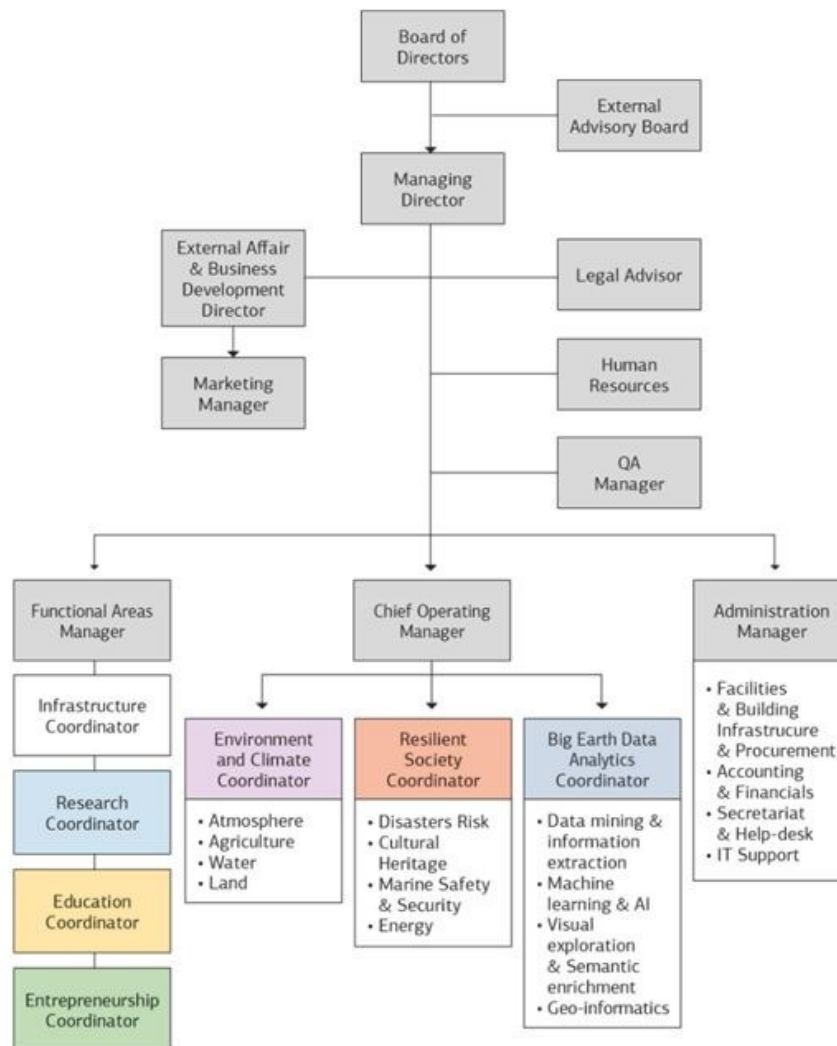 Board of
Directors
External
Advisory Board
Managing
Director
External Affair
& Business
Development
Director
Legal Advisor
Marketing
Manager
Human
Resources
QA
Manager
Functional Areas
Manager
Chief Operating
Manager
Administration
Manager
Infrastructure
Coordinator
Research
Coordinator
Education
Coordinator
Entrepreneurship
Coordinator
Environment
and Climate
Coordinator
• Atmosphere
• Agriculture
• Water
• Land
Resilient
Society
Coordinator
• Disasters Risk
• Cultural
Heritage
• Marine Safety
& Security
• Energy
Big Earth Data
Analytics
Coordinator
• Data mining &
information
extraction
• Machine
learning & AI
• Visual
exploration
& Semantic
enrichment
• Geo-informatics
• Facilities
& Building
Infrastrucure
& Procurement
• Accounting
& Financials
• Secretariat
& Help-desk
• IT Support